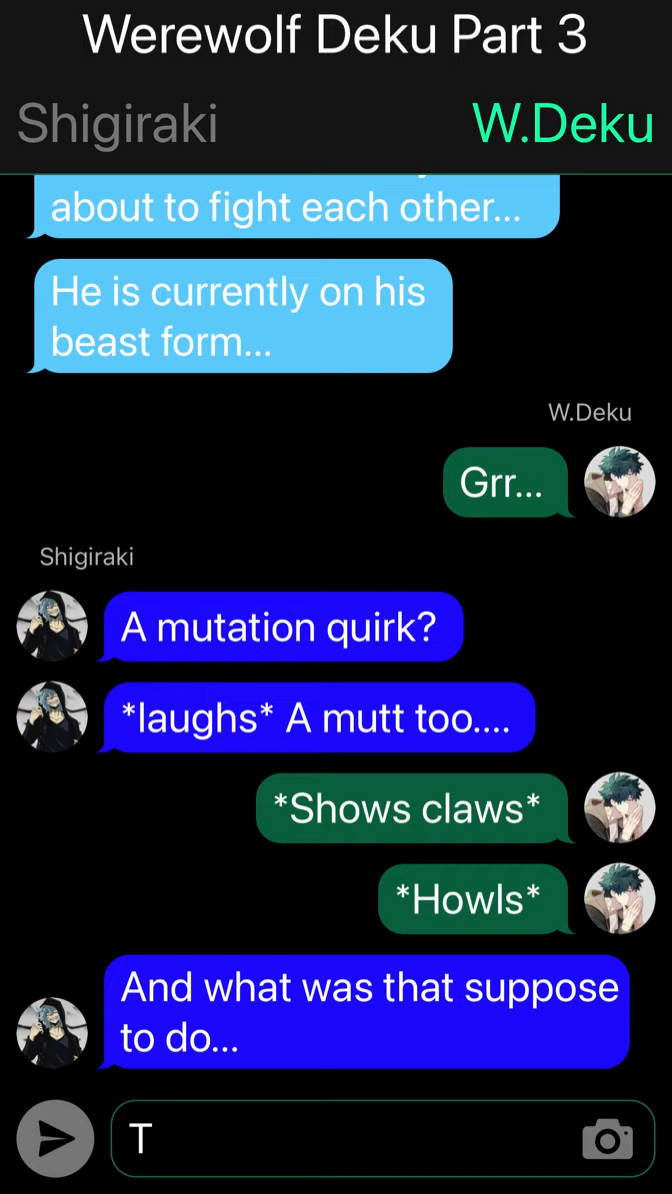 Werewolf Deku Part 3
Shigiraki
W.Deku
about to fight each other...
He is currently on his
beast form...
W.Deku
Grr...
Shigiraki
A mutation quirk?
*laughs* A mutt too....
*Shows claws*
*Howls*
And what was that suppose
to do...
T